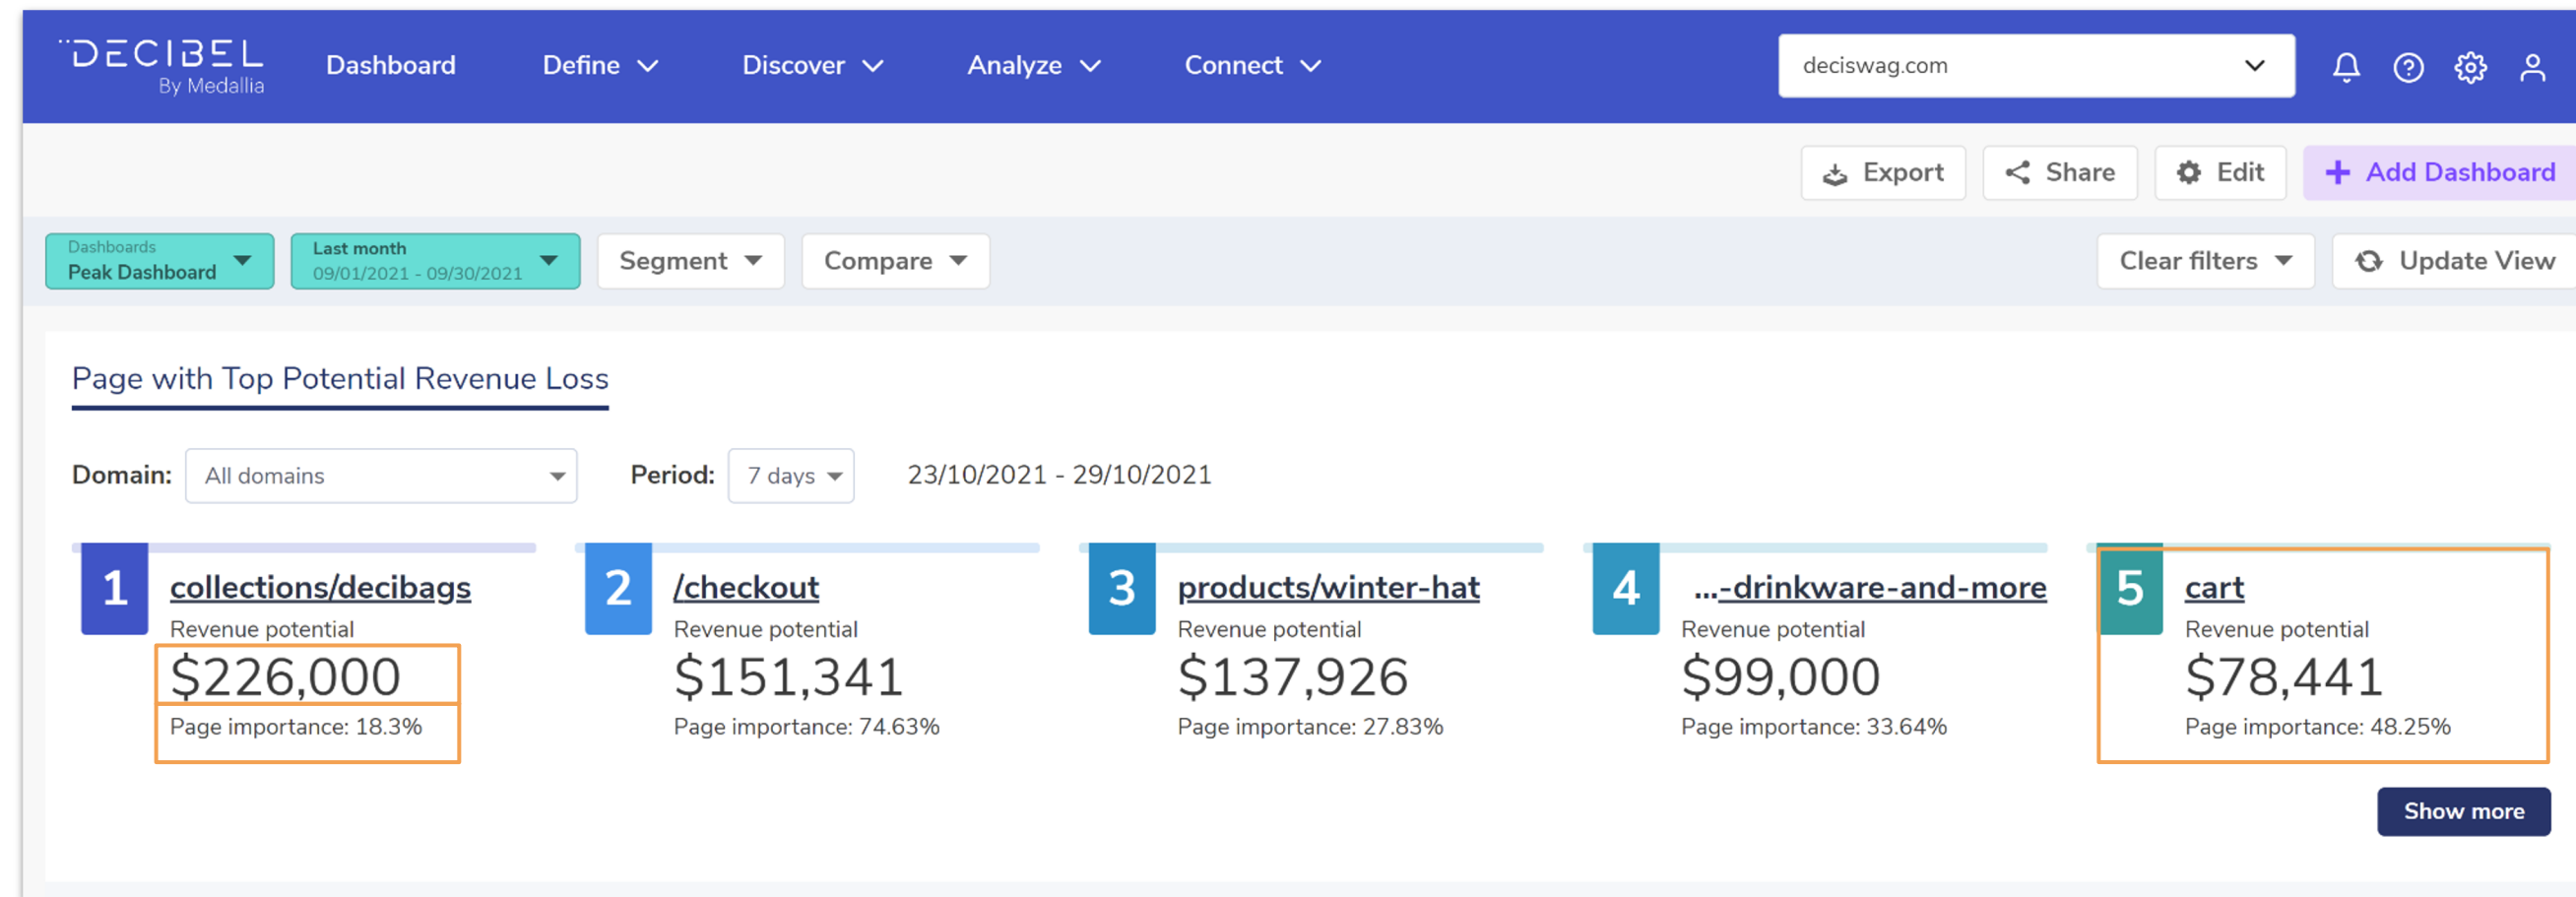 DECIBEL
By Medallia
Dashboard Define Discover Analyze Connect deciswag.com
Export Share Edit Add Dashboard
Dashboards
Peak Dashboard
Last month
09/01/2021 - 09/30/2021
Segment Compare Clear filters Update View
Page with Top Potential Revenue Loss
Domain: All domains Period: 7 days 23/10/2021 - 29/10/2021
1 collections/decibags
Revenue potential
$226,000
Page importance: 18.3%
2 /checkout
Revenue potential
$151,341
Page importance: 74.63%
3 products/winter-hat
Revenue potential
$137,926
Page importance: 27.83%
4 ...-drinkware-and-more
Revenue potential
$99,000
Page importance: 33.64%
5 cart
Revenue potential
$78,441
Page importance: 48.25%
Show more